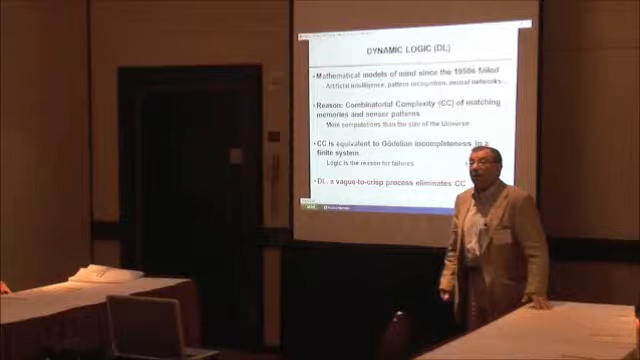 DYNAMIC LOGIC (DL)
• Mathematical models of mind since the 1950s failed
- Artificial intelligence, pattern recognition, neural networks...
• Reason: Combinatorial Complexity (CC) of matching
memories and sensor patterns
- More computations than the size of the Universe
• CC is equivalent to Gödelian incompleteness in a
finite system
- Logic is the reason for failures
• DL, a vague-to-crisp process eliminates CC